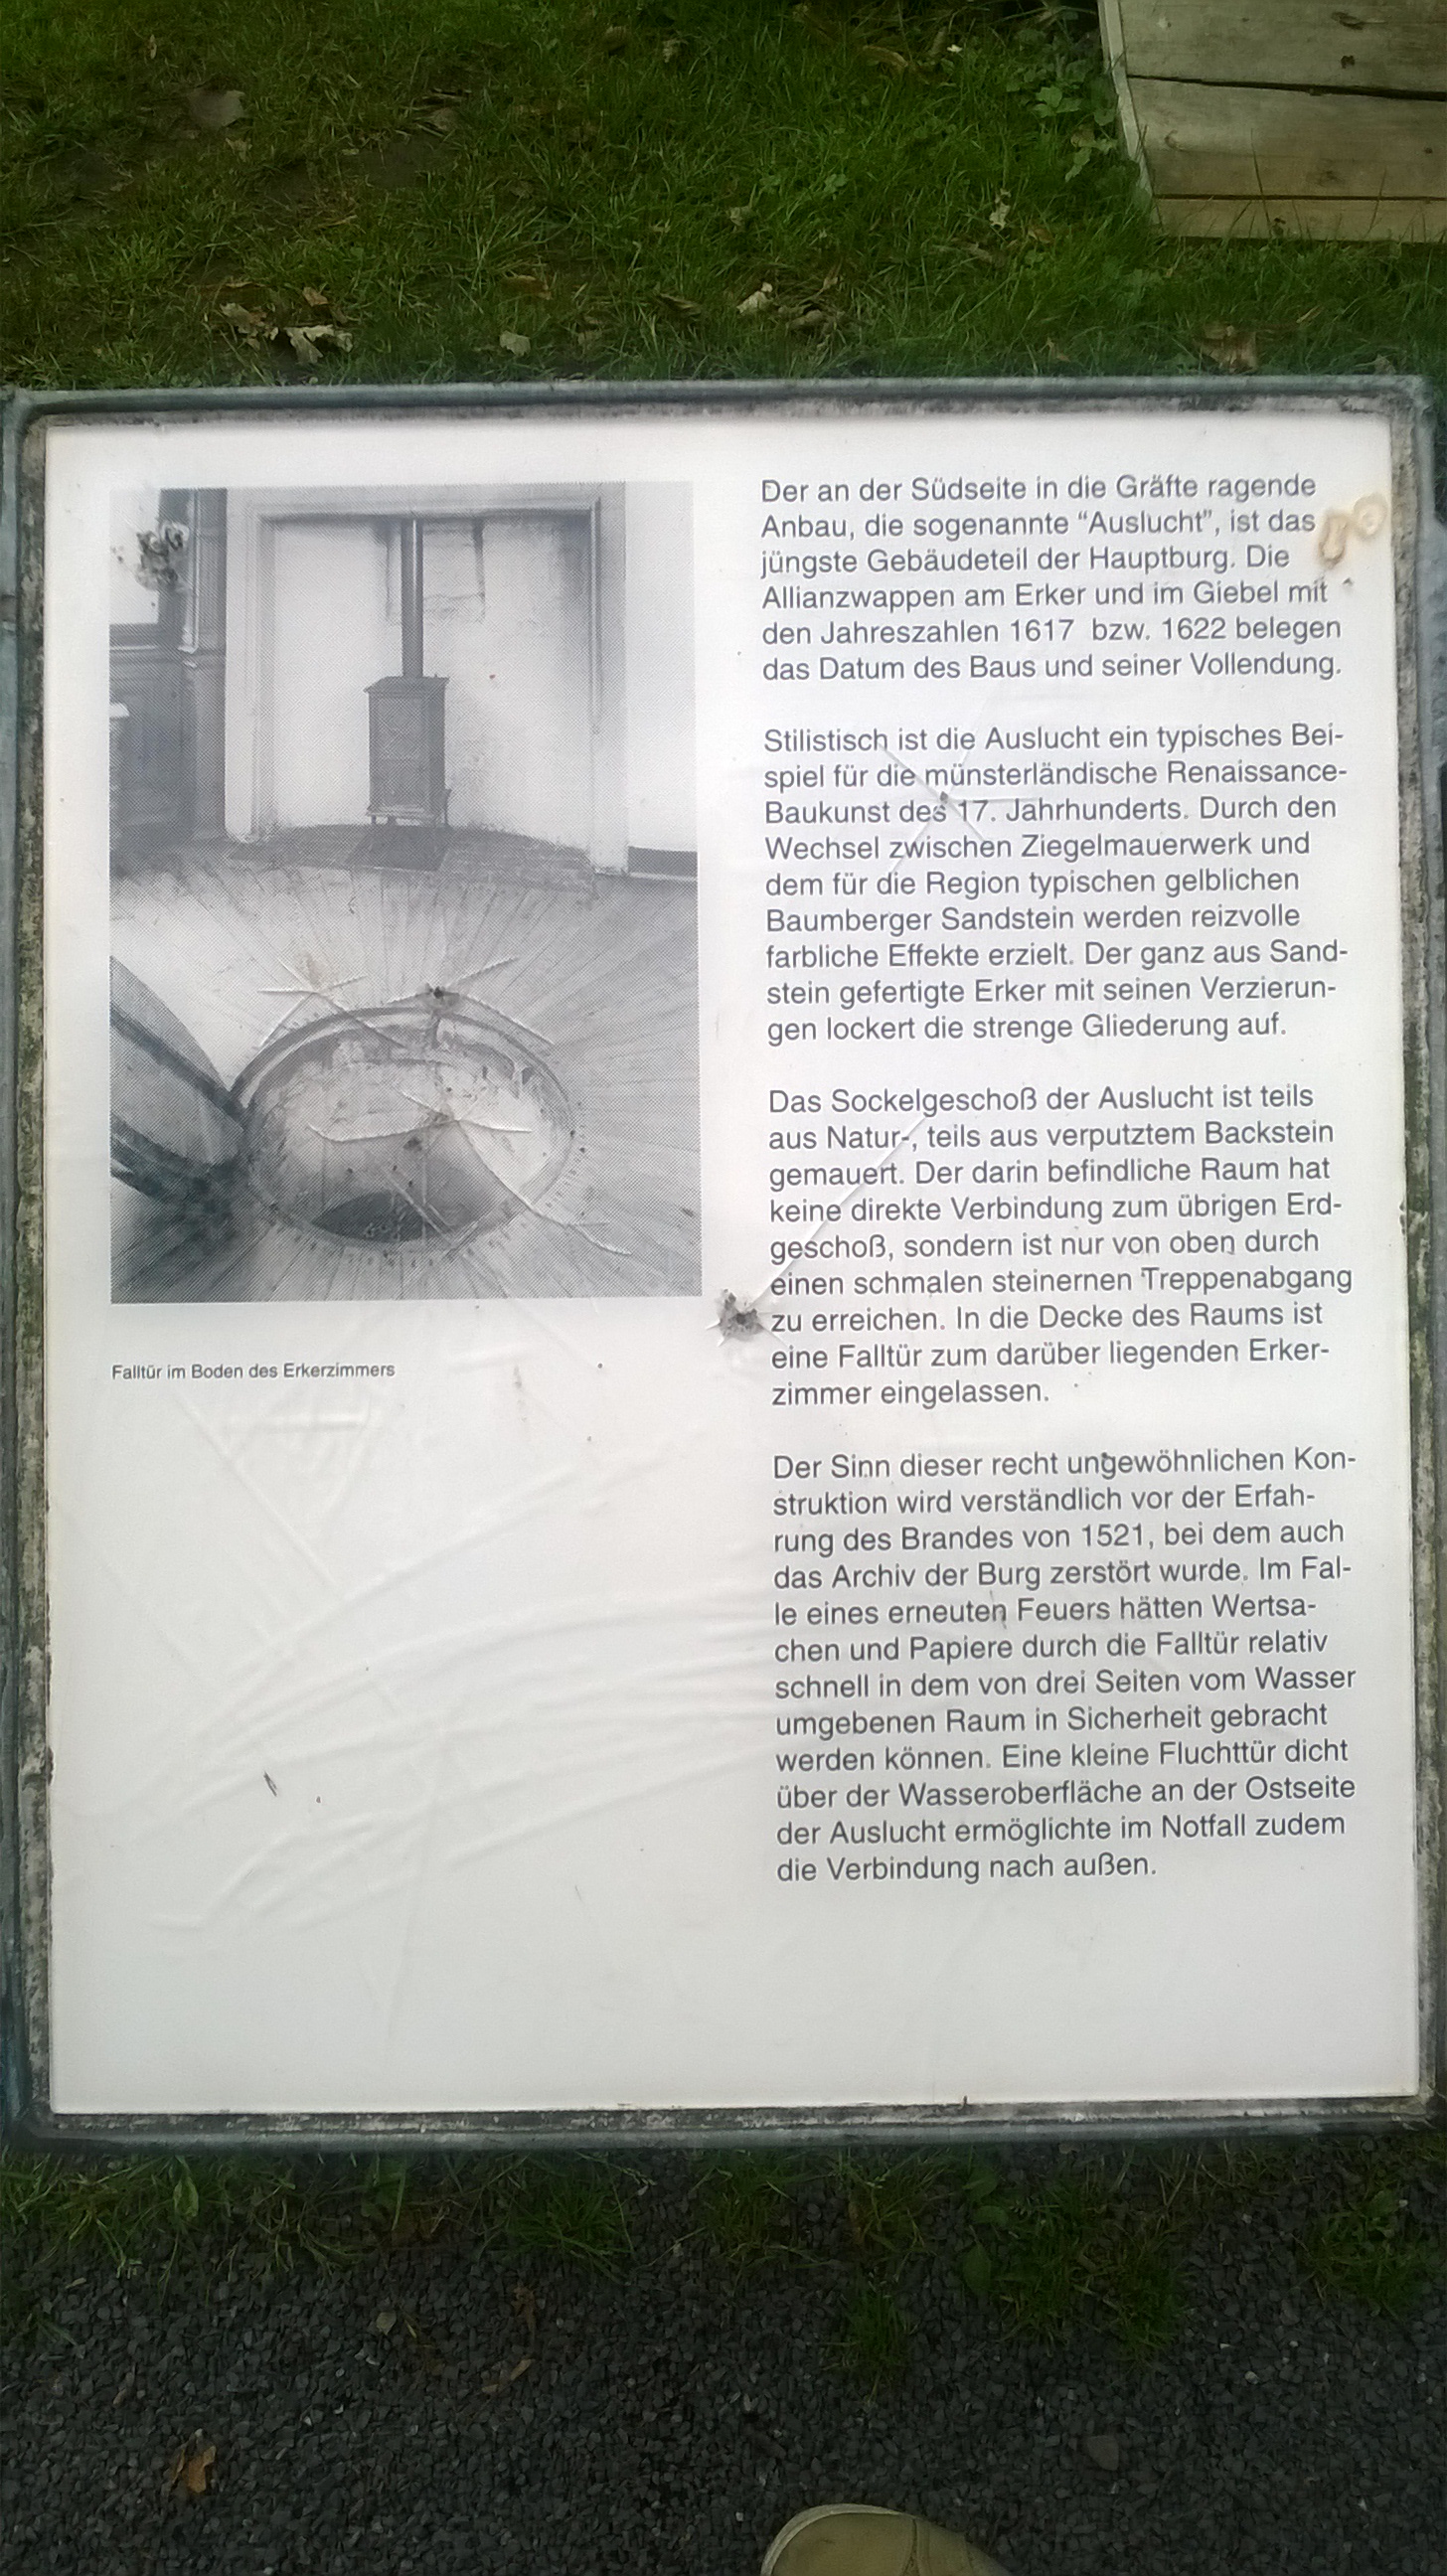 Der an der Südseite in die Gräfte ragende
Anbau, die sogenannte “Auslucht”, ist das
jüngste Gebäudeteil der Hauptburg. Die
Allianzwappen am Erker und im Giebel mit
den Jahreszahlen 1617 bzw. 1622 belegen
das Datum des Baus und seiner Vollendung.
Stilistisch ist die Auslucht ein typisches Bei-
spiel für die münsterländische Renaissance-
Baukunst des 17. Jahrhunderts. Durch den
Wechsel zwischen Ziegelmauerwerk und
dem für die Region typischen gelblichen
Baumberger Sandstein werden reizvolle
farbliche Effekte erzielt. Der ganz aus Sand-
stein gefertigte Erker mit seinen Verzierun-
gen lockert die strenge Gliederung auf.
Das Sockelgeschoß der Auslucht ist teils
aus Natur-, teils aus verputztem Backstein
gemauert. Der darin befindliche Raum hat
keine direkte Verbindung zum übrigen Erd-
geschoß, sondern ist nur von oben durch
einen schmalen steinernen Treppenabgang
zu erreichen. In die Decke des Raums ist
eine Falltür zum darüber liegenden Erker-
zimmer eingelassen.
Der Sinn dieser recht ungewöhnlichen Kon-
struktion wird verständlich vor der Erfah-
rung des Brandes von 1521, bei dem auch
das Archiv der Burg zerstört wurde. Im Fal-
le eines erneuten Feuers hätten Wertsa-
chen und Papiere durch die Falltür relativ
schnell in dem von drei Seiten vom Wasser
umgebenen Raum in Sicherheit gebracht
werden können. Eine kleine Fluchttür dicht
über der Wasseroberfläche an der Ostseite
der Auslucht ermöglichte im Notfall zudem
die Verbindung nach außen.
Falltür im Boden des Erkerzimmers